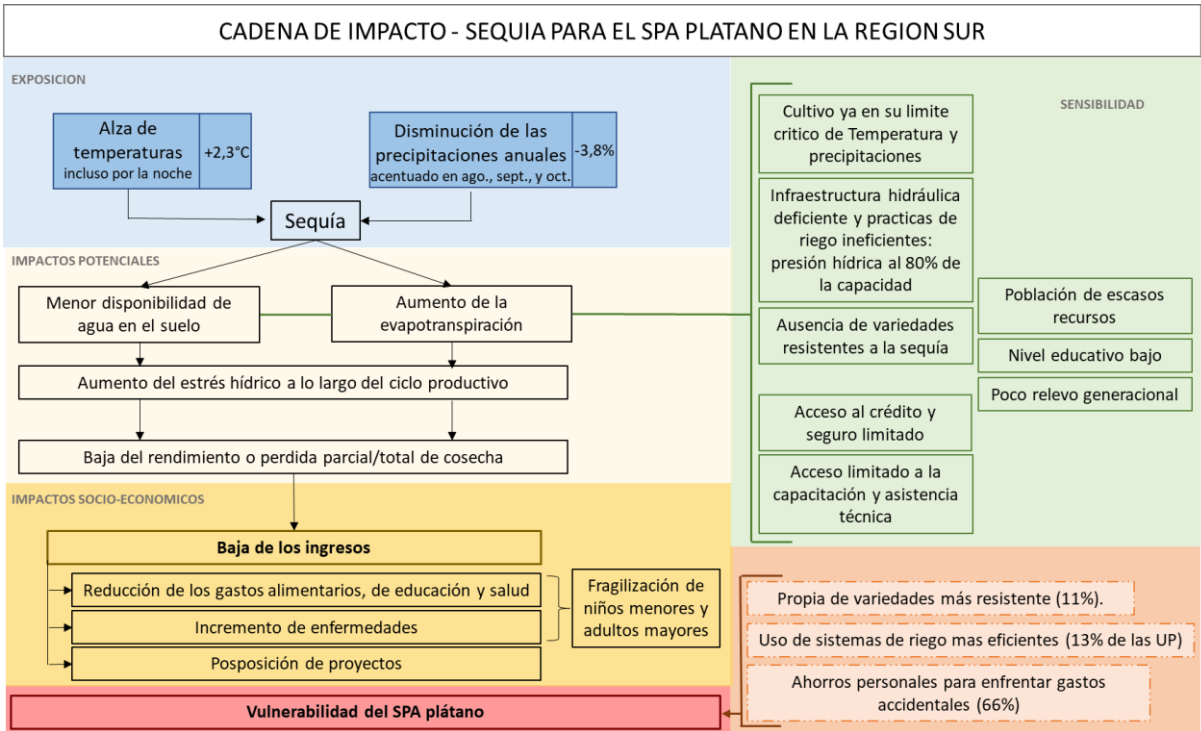 CADENA DE IMPACTO - SEQUIA PARA EL SPA PLATANO EN LA REGION SUR
EXPOSICION
Alza de
temperaturas
incluso por la noche
+2,3°C
Disminución de las
precipitaciones anuales
acentuado en ago., sept., y oct.
-3,8%
Sequía
IMPACTOS POTENCIALES
Menor disponibilidad de
agua en el suelo
Aumento de la
evapotranspiración
Aumento del estrés hídrico a lo largo del ciclo productivo
Baja del rendimiento o perdida parcial/total de cosecha
IMPACTOS SOCIO-ECONOMICOS
Baja de los ingresos
Reducción de los gastos alimentarios, de educación y salud
Incremento de enfermedades
Posposición de proyectos
Fragilización de
niños menores y
adultos mayores
Vulnerabilidad del SPA plátano
SENSIBILIDAD
Cultivo ya en su limite
critico de Temperatura y
precipitaciones
Infraestructura hidráulica
deficiente y practicas de
riego ineficientes:
presión hídrica al 80% de
la capacidad
Ausencia de variedades
resistentes a la sequía
Acceso al crédito y
seguro limitado
Acceso limitado a la
capacitación y asistencia
técnica
Población de escasos
recursos
Nivel educativo bajo
Poco relevo generacional
Propia de variedades más resistente (11%).
Uso de sistemas de riego mas eficientes (13% de las UP)
Ahorros personales para enfrentar gastos
accidentales (66%)